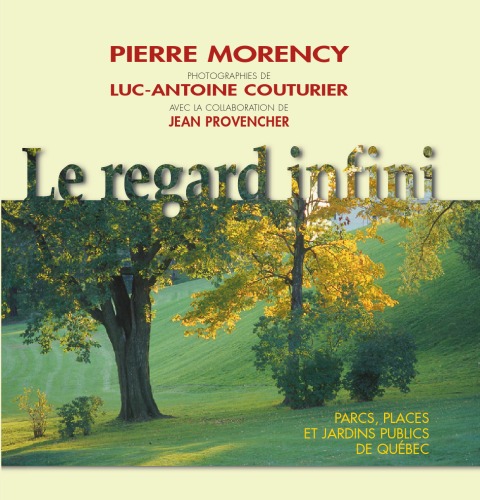 PIERRE MORENCY
PHOTOGRAPHIES DE
LUC-ANTOINE COUTURIER
AVEC LA COLLABORATION DE
JEAN PROVENCHER
Le regard infini
PARCS, PLACES
ET JARDINS PUBLICS
DE QUÉBEC